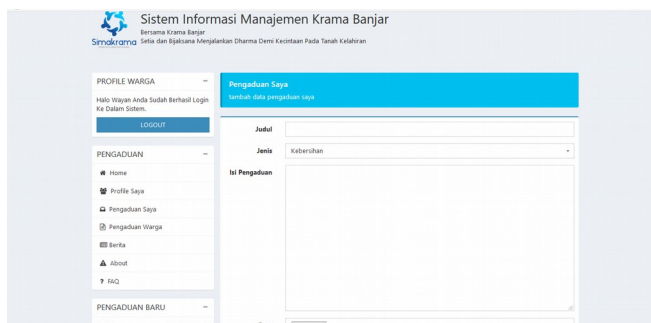 Sistem Informasi Manajemen Krama Banjar
Bersama Krama Banjar
Simakrama
Setia dan Bijaksana Menjalankan Dharma Demi Kecintaan Pada Tanah Kelahiran
PROFILE WARGA
Halo Wayan Anda Sudah Berhasil Login
Ke Dalam Sistem.
LOGOUT
PENGADUAN
Home
Profile Saya
Pengaduan Saya
Pengaduan Warga
Berita
About
? FAQ
PENGADUAN BARU
Pengaduan Saya
tambah data pengaduan saya
Judul
Jenis
Kebersihan
Isi Pengaduan